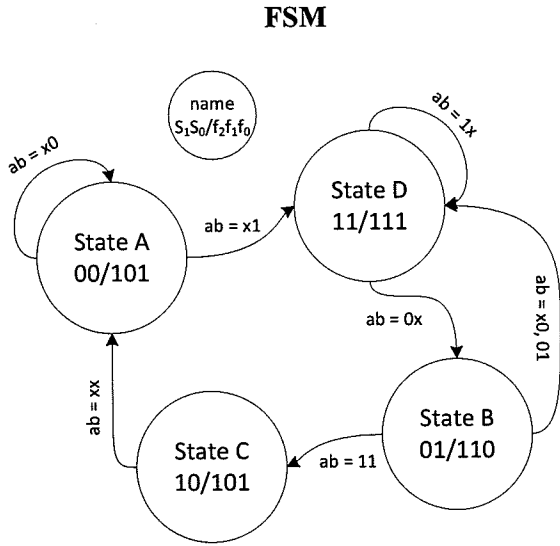 FSM
name
S₁S₀/f₂f₁f₀
ab = x0
ab = 1x
State D
11/111
State A
00/101
ab = x1
ab = x0, 01
ab = 0x
ab = xx
State C
10/101
ab = 11
State B
01/110